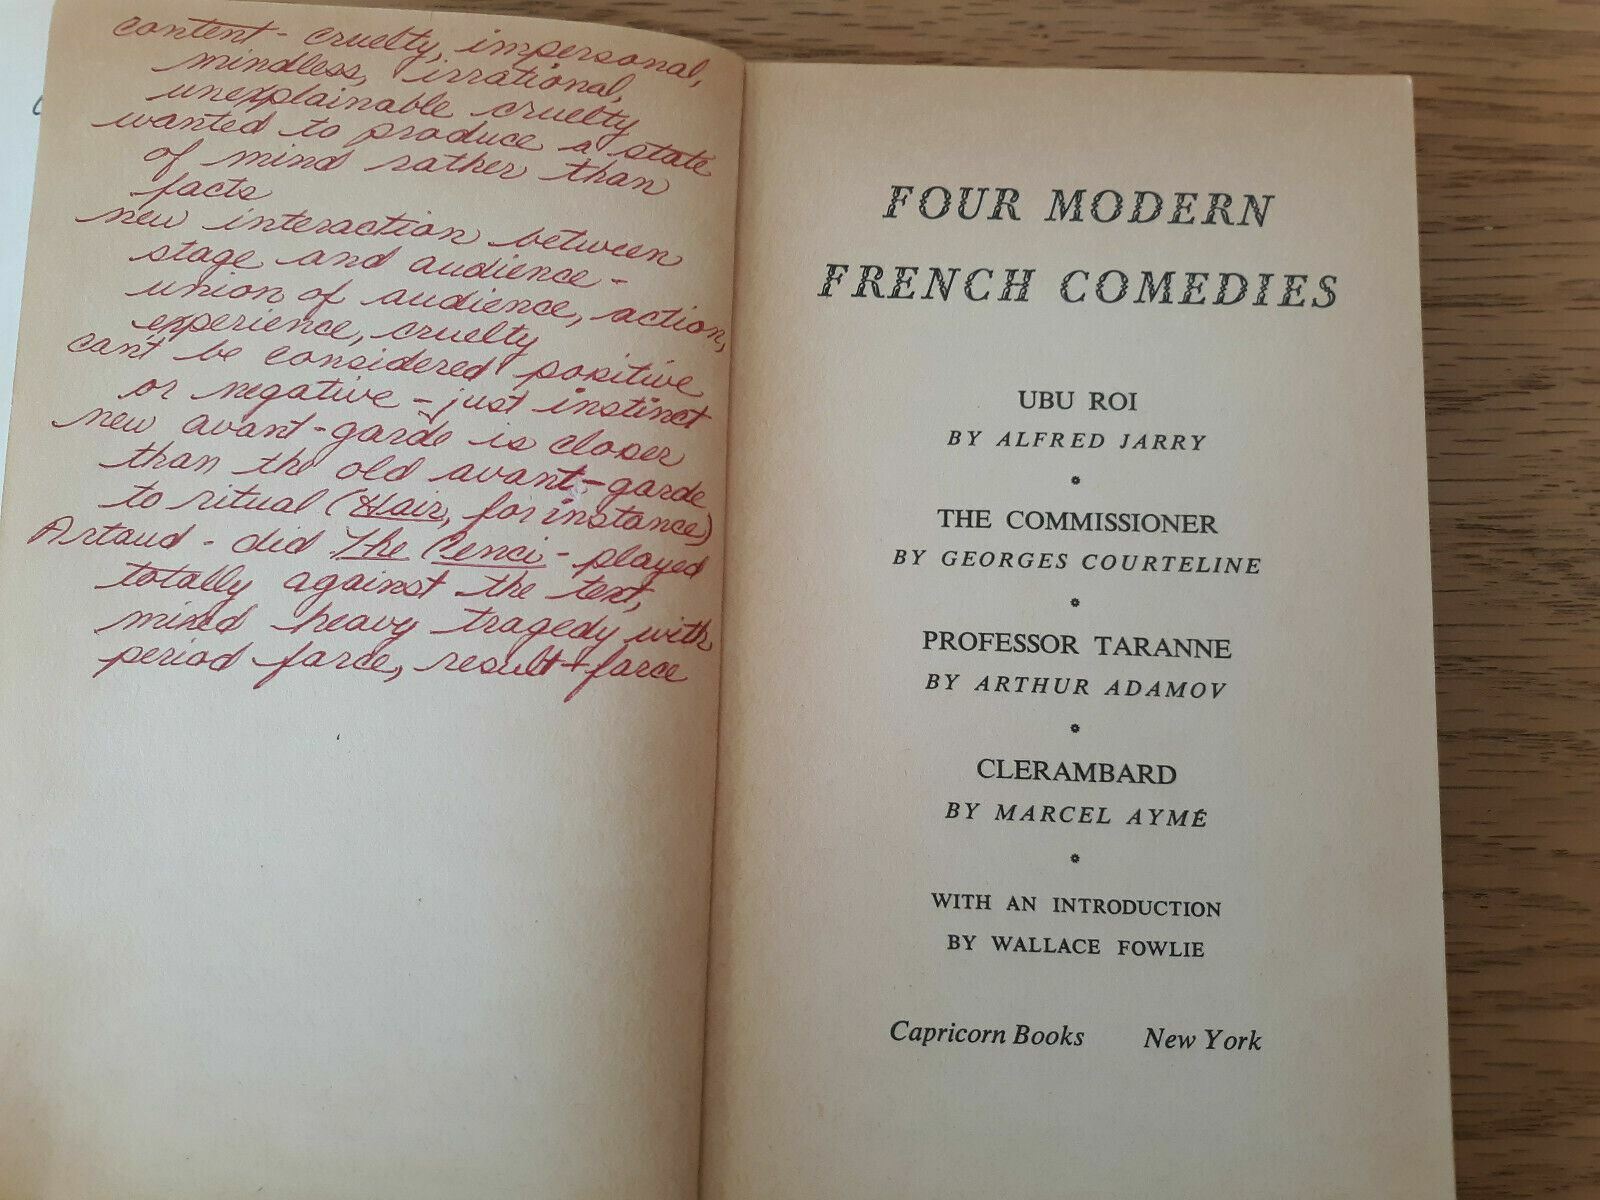 content - cruelty, impersonal,
mindless, irrational,
unexplainable cruelty
wanted to produce a state
of mind rather than
facts
new interaction between
stage and audience -
union of audience, action,
experience, cruelty
can't be considered positive
or negative - just instinct
new avant-garde is closer
than the old avant-garde
to ritual (Hair, for instance)
Artaud - did The Cenci - played
totally against the text,
mixed heavy tragedy with
period farce, result + farce
FOUR MODERN
FRENCH COMEDIES
UBU ROI
BY ALFRED JARRY
THE COMMISSIONER
BY GEORGES COURTELINE
PROFESSOR TARANNE
BY ARTHUR ADAMOV
CLERAMBARD
BY MARCEL AYMÉ
WITH AN INTRODUCTION
BY WALLACE FOWLIE
Capricorn Books New York